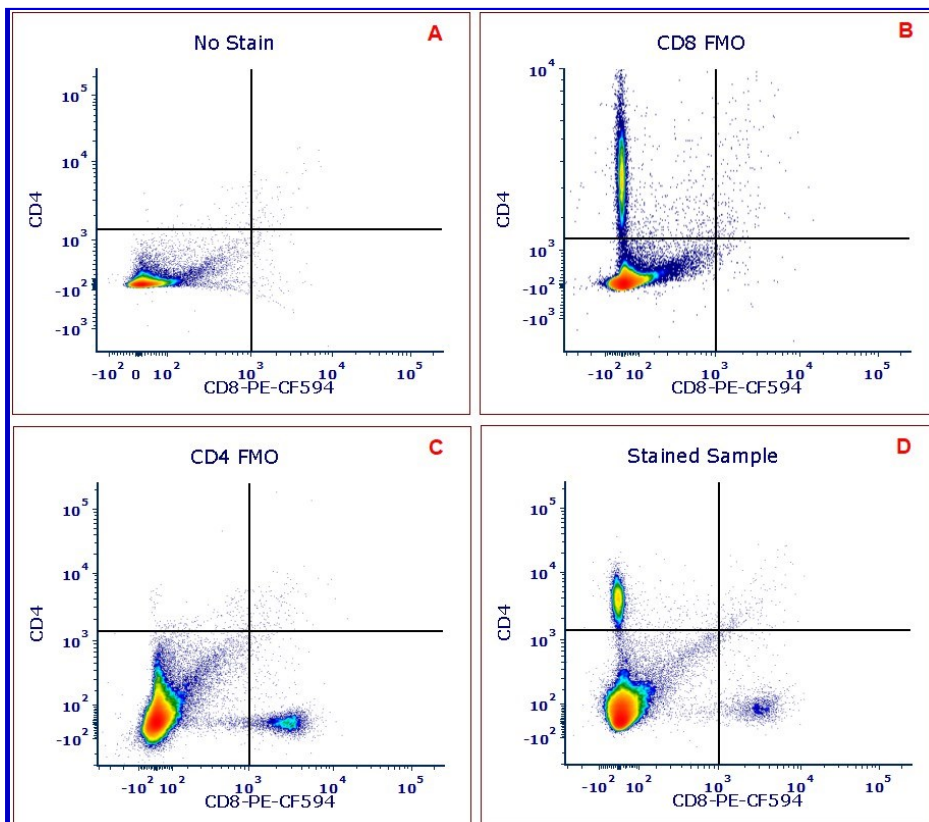 A
No Stain
10^5
10^4
10^3
-10^2
-10^3
CD4
-10^2 0 10^2 10^3 10^4 10^5
CD8-PE-CF594
B
CD8 FMO
10^4
10^3
-10^2
-10^3
CD4
-10^2 10^2 10^3 10^4 10^5
CD8-PE-CF594
C
CD4 FMO
10^5
10^4
10^3
10^2
-10^2
CD4
-10^2 10^2 10^3 10^4 10^5
CD8-PE-CF594
D
Stained Sample
10^5
10^4
10^3
10^2
-10^2
CD4
-10^2 10^2 10^3 10^4 10^5
CD8-PE-CF594